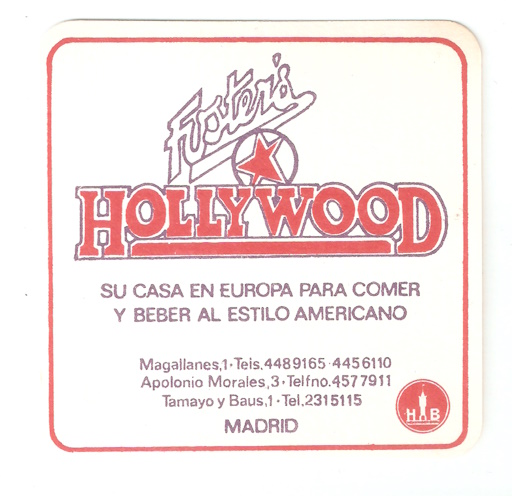 Foster's
HOLLYWOOD
SU CASA EN EUROPA PARA COMER
Y BEBER AL ESTILO AMERICANO
Magallanes,1·Teis.4489165·4456110
Apolonio Morales,3·Telfno.4577911
Tamayo y Baus,1·Tel.2315115
MADRID
H B